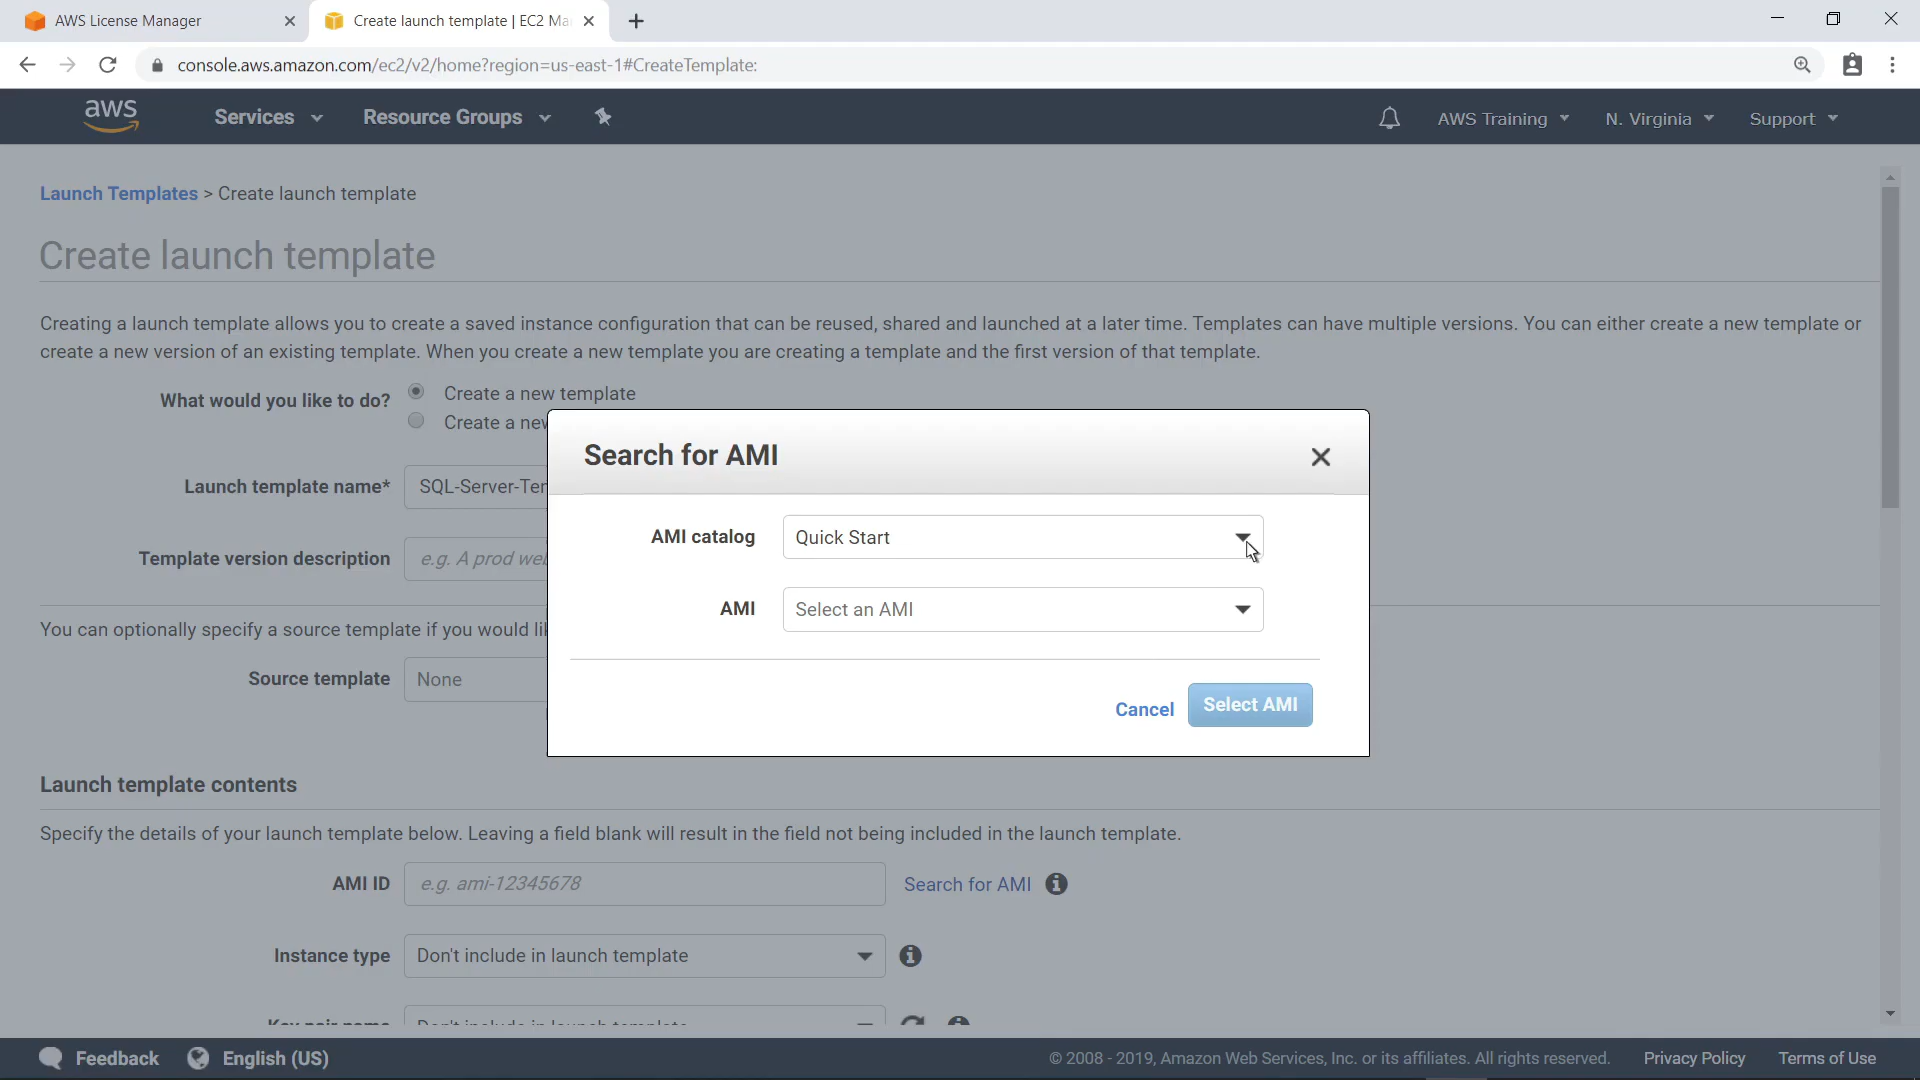 AWS License Manager
Create launch template | EC2 Ma
console.aws.amazon.com/ec2/v2/home?region=us-east-1#CreateTemplate:
aws
Services
Resource Groups
AWS Training
N. Virginia
Support
Launch Templates > Create launch template
Create launch template
Creating a launch template allows you to create a saved instance configuration that can be reused, shared and launched at a later time. Templates can have multiple versions. You can either create a new template or
create a new version of an existing template. When you create a new template you are creating a template and the first version of that template.
What would you like to do?
Create a new template
Create a new
Launch template name*
SQL-Server-Ter
Template version description
e.g. A prod web
You can optionally specify a source template if you would lik
Source template
None
Search for AMI
AMI catalog
Quick Start
AMI
Select an AMI
Cancel
Select AMI
Launch template contents
Specify the details of your launch template below. Leaving a field blank will result in the field not being included in the launch template.
AMI ID
e.g. ami-12345678
Search for AMI
Instance type
Don't include in launch template
Key pair name
Don't include in launch template
Feedback
English (US)
© 2008 - 2019, Amazon Web Services, Inc. or its affiliates. All rights reserved.
Privacy Policy
Terms of Use